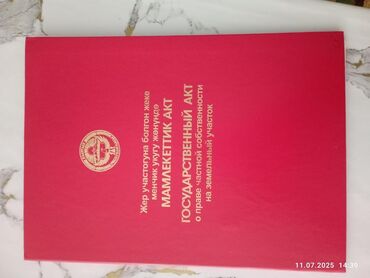 Жер участогуна болгон жеке
менчик укугу жөнүндө
МАМЛЕКЕТТИК АКТ
ГОСУДАРСТВЕННЫЙ АКТ
о праве частной собственности
на земельный участок
11.07.2025 14:39